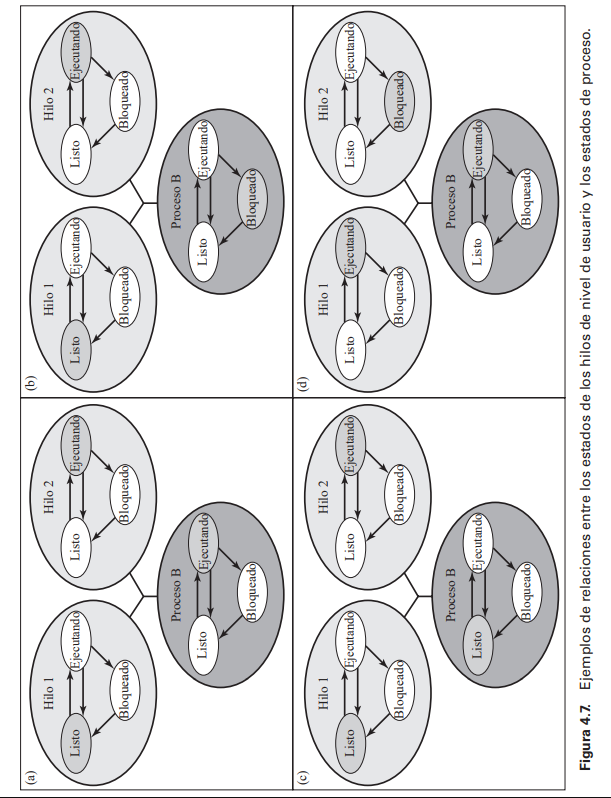 (a)
Hilo 1
Listo
Ejecutando
Bloqueado
Hilo 2
Listo
Ejecutando
Bloqueado
Proceso B
Listo
Ejecutando
Bloqueado
(b)
Hilo 1
Listo
Ejecutando
Bloqueado
Hilo 2
Listo
Ejecutando
Bloqueado
Proceso B
Listo
Ejecutando
Bloqueado
(c)
Hilo 1
Listo
Ejecutando
Bloqueado
Hilo 2
Listo
Ejecutando
Bloqueado
Proceso B
Listo
Ejecutando
Bloqueado
(d)
Hilo 1
Listo
Ejecutando
Bloqueado
Hilo 2
Listo
Ejecutando
Bloqueado
Proceso B
Listo
Ejecutando
Bloqueado
Figura 4.7. Ejemplos de relaciones entre los estados de los hilos de nivel de usuario y los estados de proceso.